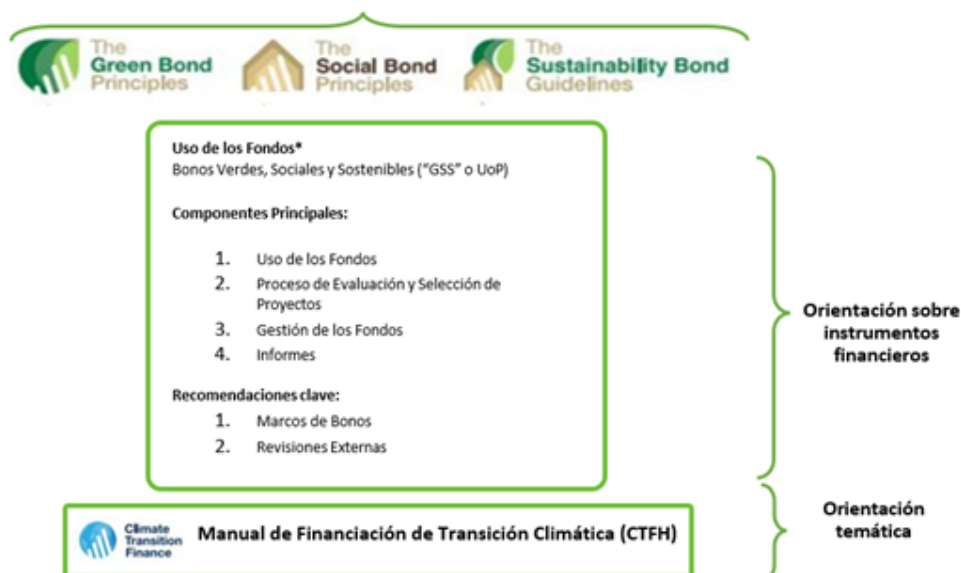 The
Green Bond
Principles
The
Social Bond
Principles
The
Sustainability Bond
Guidelines
Uso de los Fondos*
Bonos Verdes, Sociales y Sostenibles ("GSS" o UoP)
Componentes Principales:
1. Uso de los Fondos
2. Proceso de Evaluación y Selección de
Proyectos
3. Gestión de los Fondos
4. Informes
Recomendaciones clave:
1. Marcos de Bonos
2. Revisiones Externas
Orientación sobre
instrumentos
financieros
Climate
Transition
Finance
Manual de Financiación de Transición Climática (CTFH)
Orientación
temática